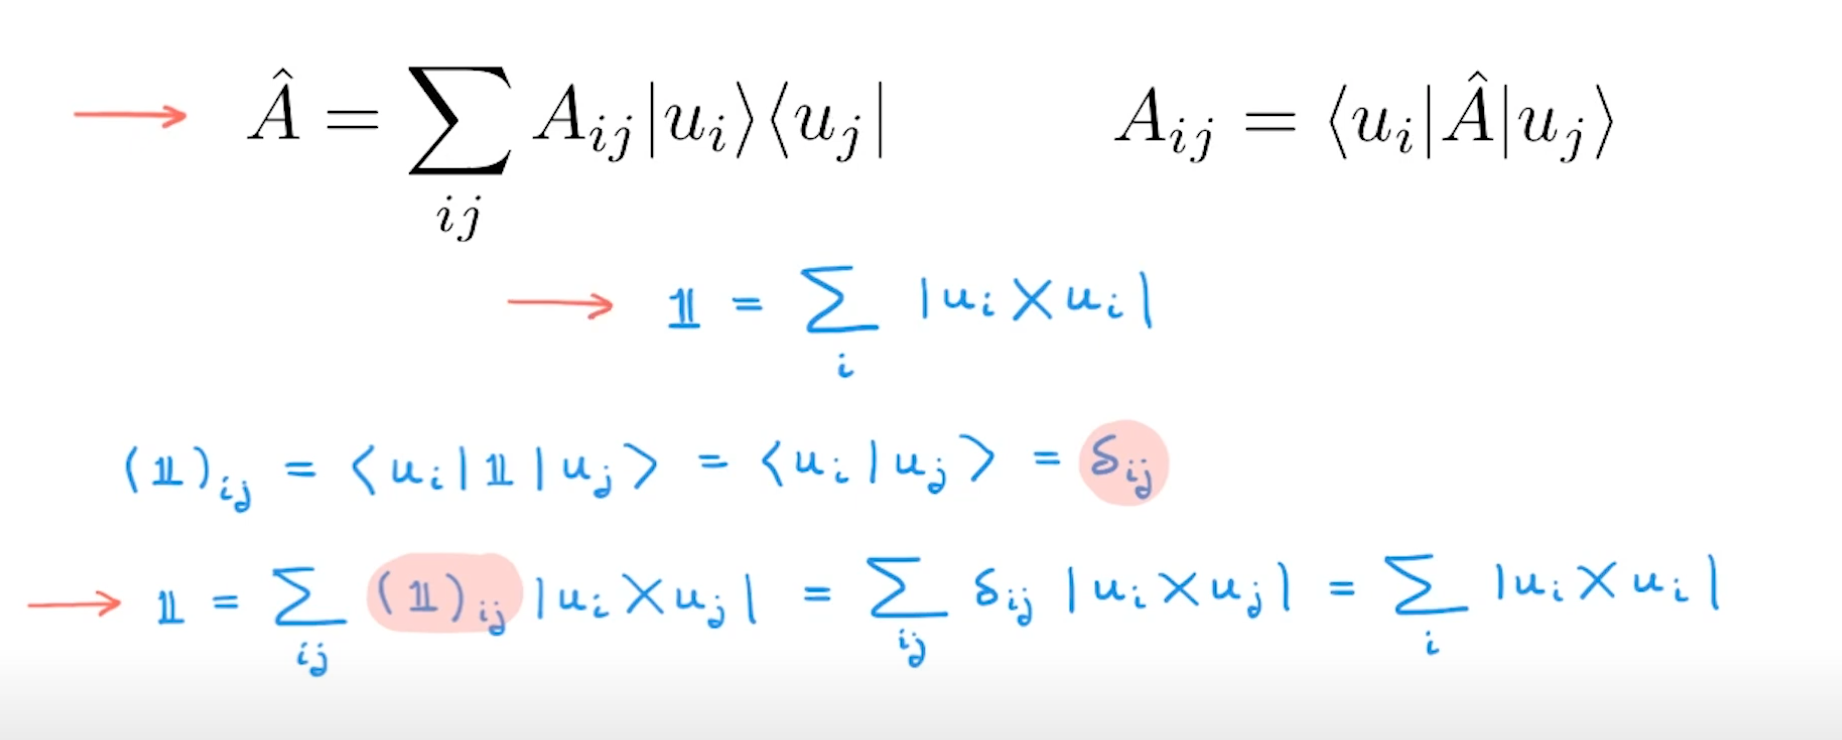 → Â = ∑_{ij} A_{ij}|u_i⟩⟨u_j|    A_{ij} = ⟨u_i|Â|u_j⟩
→ 𝟙 = ∑_i |u_i⟩⟨u_i|
(𝟙)_{ij} = ⟨u_i|𝟙|u_j⟩ = ⟨u_i|u_j⟩ = δ_{ij}
→ 𝟙 = ∑_{ij} (𝟙)_{ij} |u_i⟩⟨u_j| = ∑_{ij} δ_{ij} |u_i⟩⟨u_j| = ∑_i |u_i⟩⟨u_i|